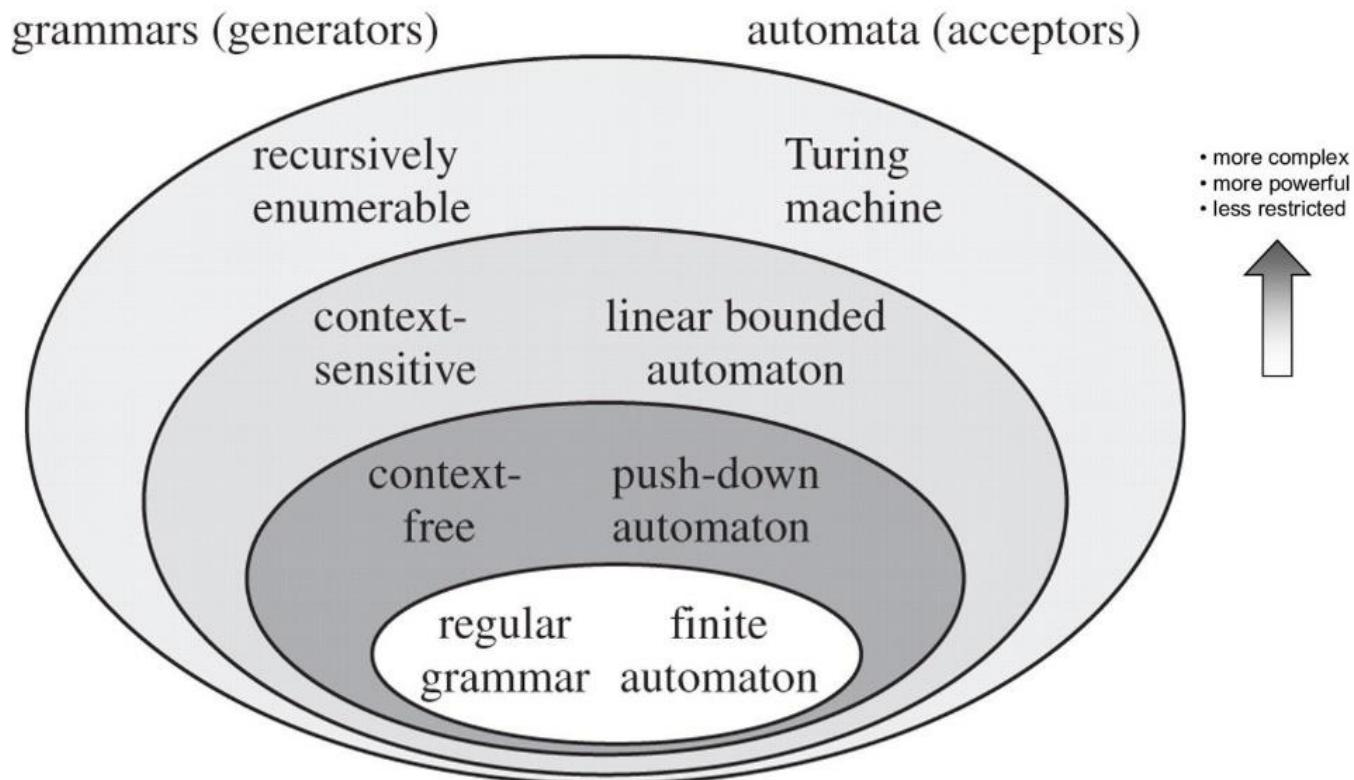 grammars (generators)
automata (acceptors)
recursively
enumerable
Turing
machine
• more complex
• more powerful
• less restricted
context-
sensitive
linear bounded
automaton
context-
free
push-down
automaton
regular
grammar
finite
automaton